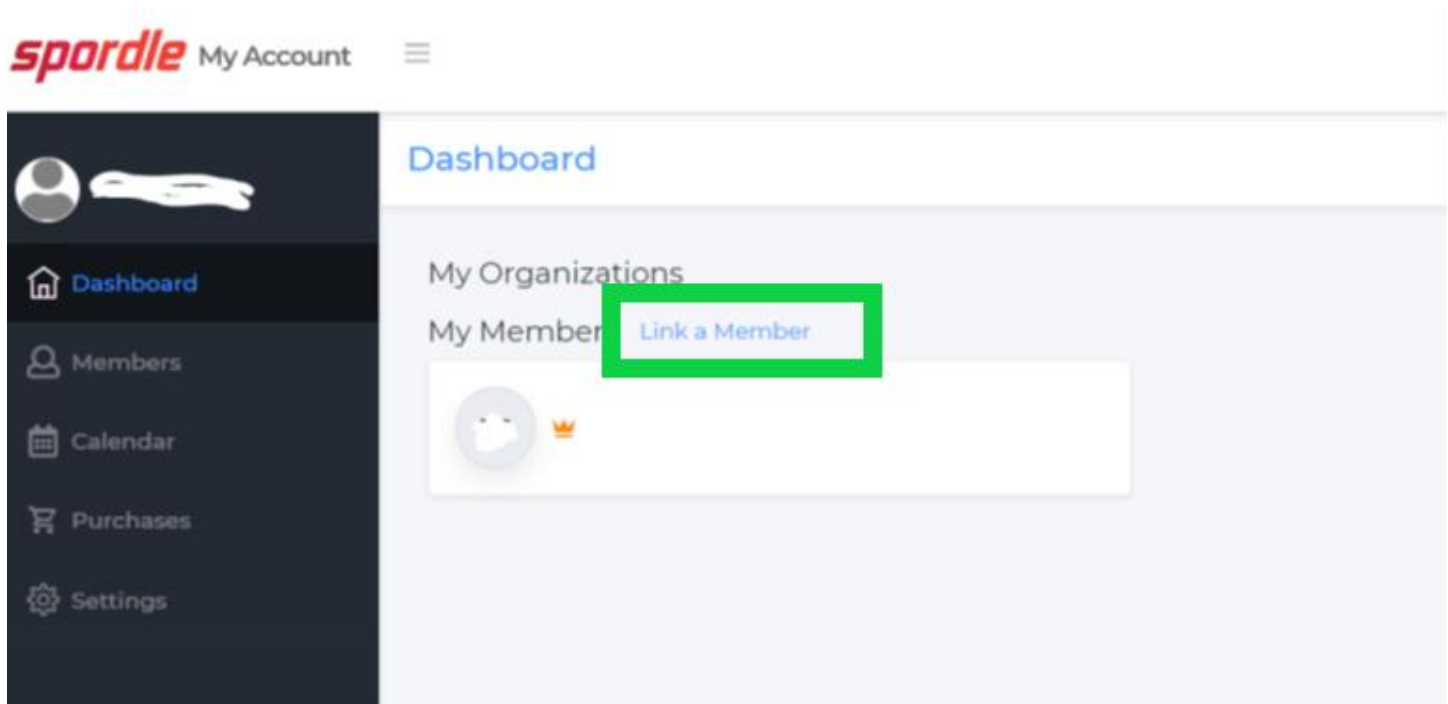 spordle My Account
Dashboard
Dashboard
Members
Calendar
Purchases
Settings
My Organizations
My Member
Link a Member